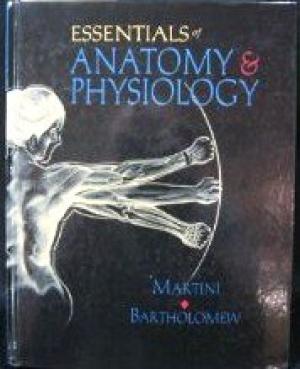 ESSENTIALS of
ANATOMY &
PHYSIOLOGY
MARTINI
BARTHOLOMEW